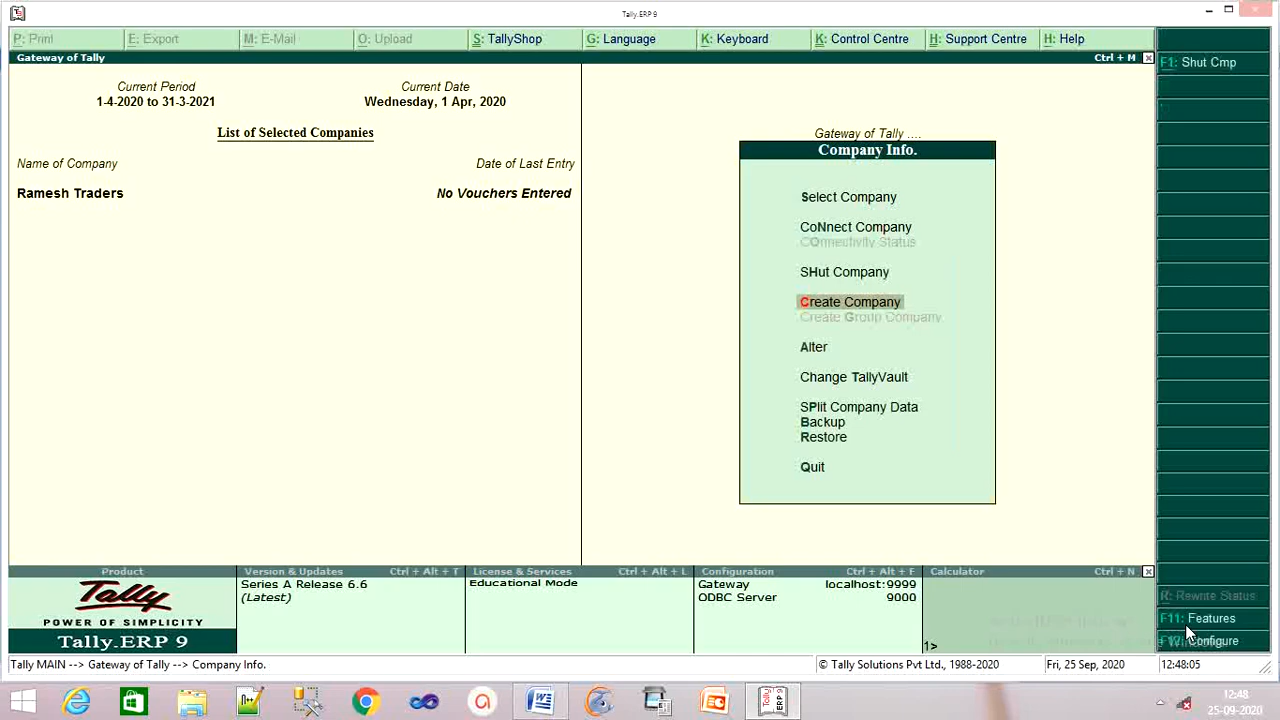 Tally.ERP 9
P: Print
E: Export
M: E-Mail
O: Upload
S: TallyShop
G: Language
K: Keyboard
K: Control Centre
H: Support Centre
H: Help
F1: Shut Cmp
Gateway of Tally
Ctrl + M
Current Period
1-4-2020 to 31-3-2021
Current Date
Wednesday, 1 Apr, 2020
List of Selected Companies
Name of Company
Date of Last Entry
Ramesh Traders
No Vouchers Entered
Gateway of Tally ....
Company Info.
Select Company
CoNnect Company
COnnectivity Status
SHut Company
Create Company
Create Group Company
Alter
Change TallyVault
SPlit Company Data
Backup
Restore
Quit
Product
Tally
POWER OF SIMPLICITY
Tally.ERP 9
Version & Updates
Ctrl + Alt + T
Series A Release 6.6
(Latest)
License & Services
Ctrl + Alt + L
Educational Mode
Configuration
Ctrl + Alt + F
Gateway
localhost:9999
ODBC Server
9000
Calculator
Ctrl + N
1>
R: Rewrite Status
F11: Features
F12: Configure
Tally MAIN --> Gateway of Tally --> Company Info.
© Tally Solutions Pvt Ltd., 1988-2020
Fri, 25 Sep, 2020
12:48:05
12:48
25-09-2020